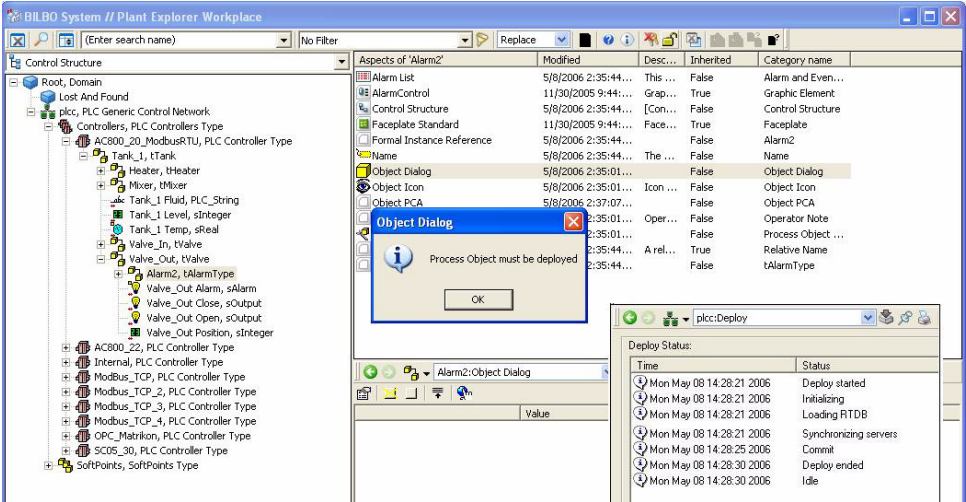 BILBO System // Plant Explorer Workplace
(Enter search name)
No Filter
Replace
Control Structure
Root, Domain
Lost And Found
plcc, PLC Generic Control Network
Controllers, PLC Controllers Type
AC800_20_ModbusRTU, PLC Controller Type
Tank_1, tTank
Heater, tHeater
Mixer, tMixer
Tank_1 Fluid, PLC_String
Tank_1 Level, sInteger
Tank_1 Temp, sReal
Valve_In, tValve
Valve_Out, tValve
Alarm2, tAlarmType
Valve_Out Alarm, sAlarm
Valve_Out Close, sOutput
Valve_Out Open, sOutput
Valve_Out Position, sInteger
AC800_22, PLC Controller Type
Internal, PLC Controller Type
Modbus_TCP, PLC Controller Type
Modbus_TCP_2, PLC Controller Type
Modbus_TCP_3, PLC Controller Type
Modbus_TCP_4, PLC Controller Type
OPC_Matrikon, PLC Controller Type
SC05_30, PLC Controller Type
SoftPoints, SoftPoints Type
Aspects of 'Alarm2' Modified Desc... Inherited Category name
Alarm List 5/8/2006 2:35:44... This ... False Alarm and Even...
AlarmControl 11/30/2005 9:44:... Grap... True Graphic Element
Control Structure 5/8/2006 2:35:44... [Con... False Control Structure
Faceplate Standard 11/30/2005 9:44:... Face... True Faceplate
Formal Instance Reference 5/8/2006 2:35:44... False Alarm2
Name 5/8/2006 2:35:44... The ... False Name
Object Dialog 5/8/2006 2:35:01... False Object Dialog
Object Icon 5/8/2006 2:35:01... Icon ... False Object Icon
Object PCA 5/8/2006 2:37:07... False Object PCA
2:35:01... Oper... False Operator Note
2:35:01... False Process Object ...
2:35:44... A rel... True Relative Name
2:35:44... False tAlarmType
Object Dialog
Process Object must be deployed
OK
Alarm2:Object Dialog
Value
plcc:Deploy
Deploy Status:
Time Status
Mon May 08 14:28:21 2006 Deploy started
Mon May 08 14:28:21 2006 Initializing
Mon May 08 14:28:21 2006 Loading RTDB
Mon May 08 14:28:21 2006 Synchronizing servers
Mon May 08 14:28:25 2006 Commit
Mon May 08 14:28:30 2006 Deploy ended
Mon May 08 14:28:30 2006 Idle